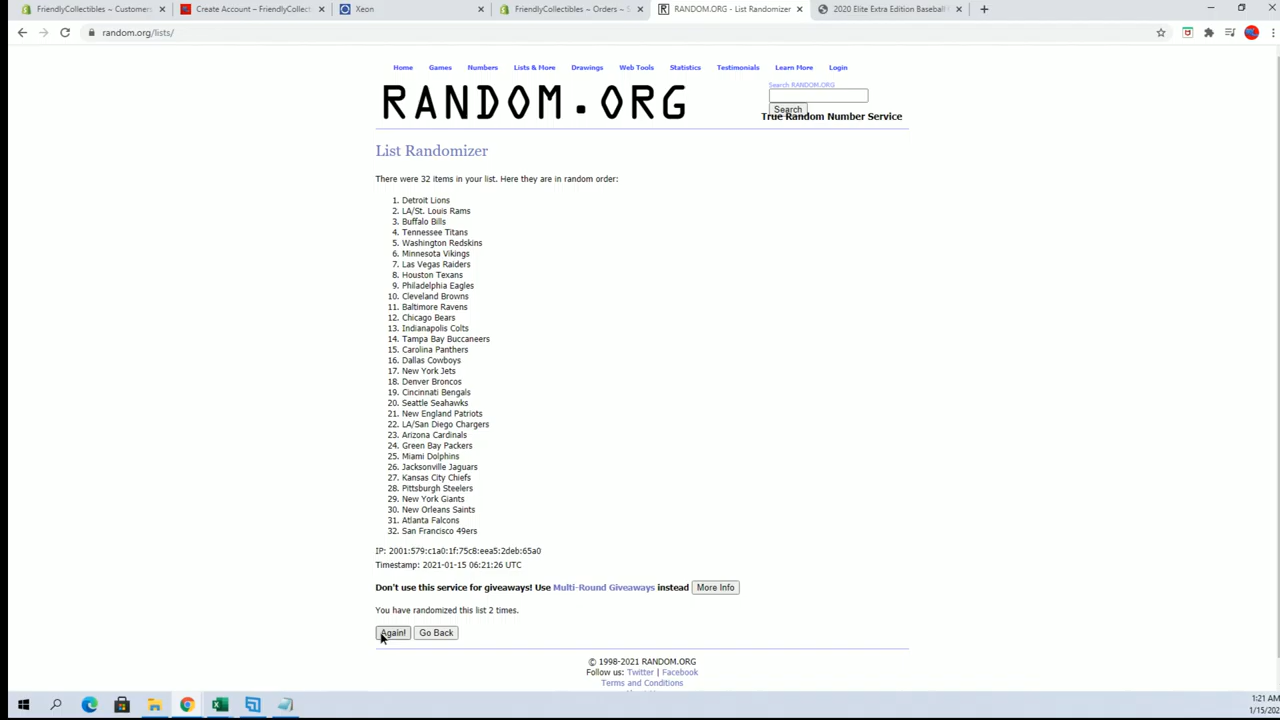 FriendlyCollectibles ~ Customers
Create Account – FriendlyCollect
Xeon
FriendlyCollectibles ~ Orders ~ S
RANDOM.ORG - List Randomizer
2020 Elite Extra Edition Baseball
random.org/lists/
Home Games Numbers Lists & More Drawings Web Tools Statistics Testimonials Learn More Login
Search RANDOM.ORG
RANDOM.ORG
Search
True Random Number Service
List Randomizer
There were 32 items in your list. Here they are in random order:
1. Detroit Lions
2. LA/St. Louis Rams
3. Buffalo Bills
4. Tennessee Titans
5. Washington Redskins
6. Minnesota Vikings
7. Las Vegas Raiders
8. Houston Texans
9. Philadelphia Eagles
10. Cleveland Browns
11. Baltimore Ravens
12. Chicago Bears
13. Indianapolis Colts
14. Tampa Bay Buccaneers
15. Carolina Panthers
16. Dallas Cowboys
17. New York Jets
18. Denver Broncos
19. Cincinnati Bengals
20. Seattle Seahawks
21. New England Patriots
22. LA/San Diego Chargers
23. Arizona Cardinals
24. Green Bay Packers
25. Miami Dolphins
26. Jacksonville Jaguars
27. Kansas City Chiefs
28. Pittsburgh Steelers
29. New York Giants
30. New Orleans Saints
31. Atlanta Falcons
32. San Francisco 49ers
IP: 2001:579:c1a0:1f:75c8:eea5:2deb:65a0
Timestamp: 2021-01-15 06:21:26 UTC
Don't use this service for giveaways! Use Multi-Round Giveaways instead More Info
You have randomized this list 2 times.
Again! Go Back
© 1998-2021 RANDOM.ORG
Follow us: Twitter | Facebook
Terms and Conditions
1:21 AM
1/15/202